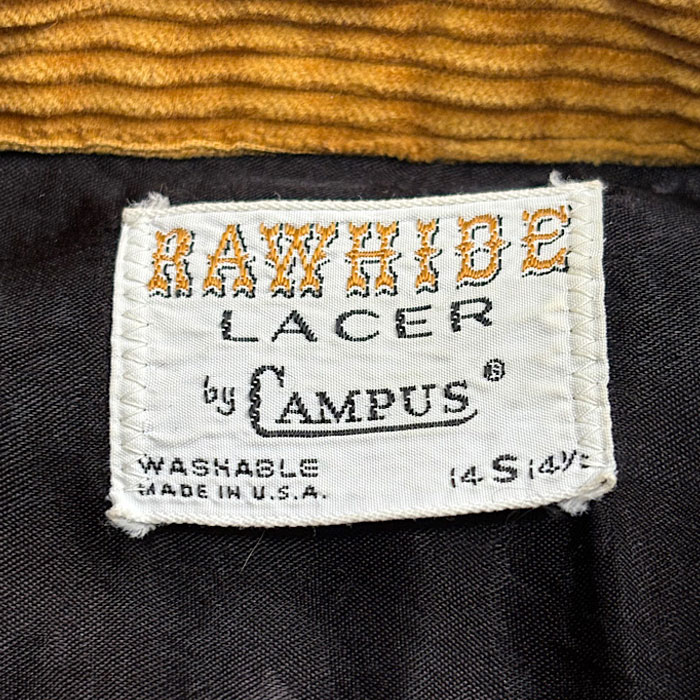 RAWHIDE
LACER
by CAMPUS ®
WASHABLE
MADE IN U.S.A.
14 S 14½